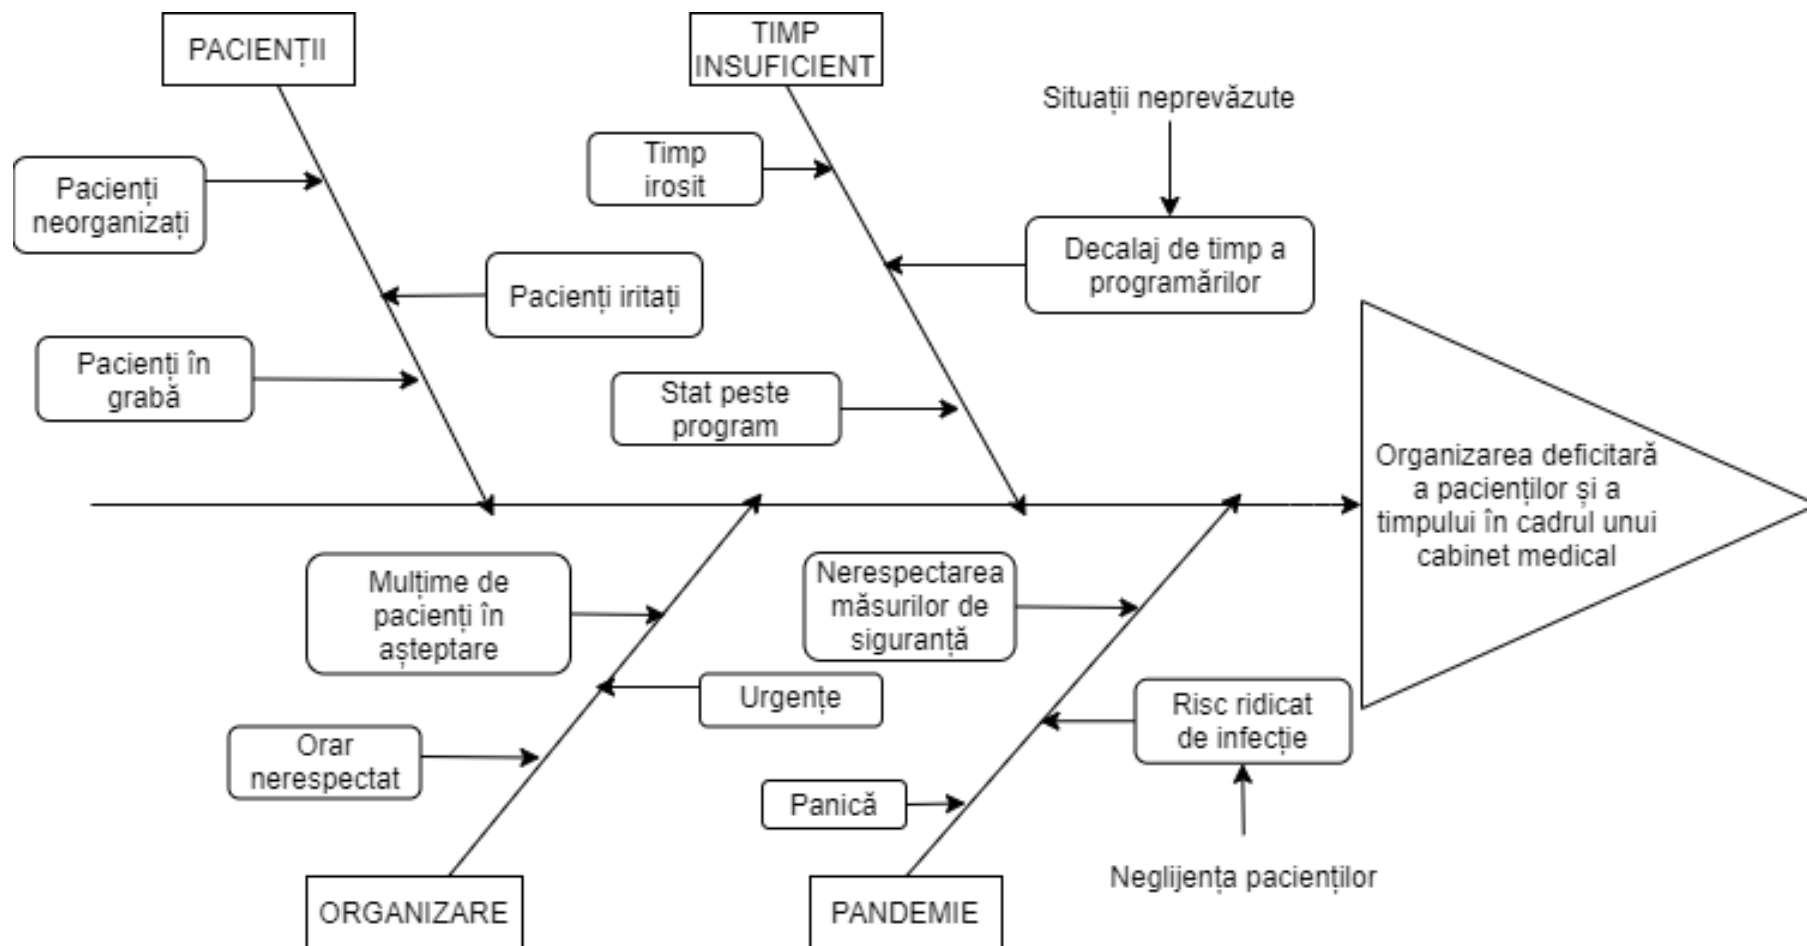 PACIENȚII
TIMP
INSUFICIENT
Situații neprevăzute
Timp
irosit
Pacienți
neorganizați
Decalaj de timp a
programărilor
Pacienți iritați
Pacienți în
grabă
Stat peste
program
Organizarea deficitară
a pacienților și a
timpului în cadrul unui
cabinet medical
Mulțime de
pacienți în
așteptare
Nerespectarea
măsurilor de
siguranță
Urgențe
Risc ridicat
de infecție
Orar
nerespectat
Panică
Neglijența pacienților
ORGANIZARE
PANDEMIE